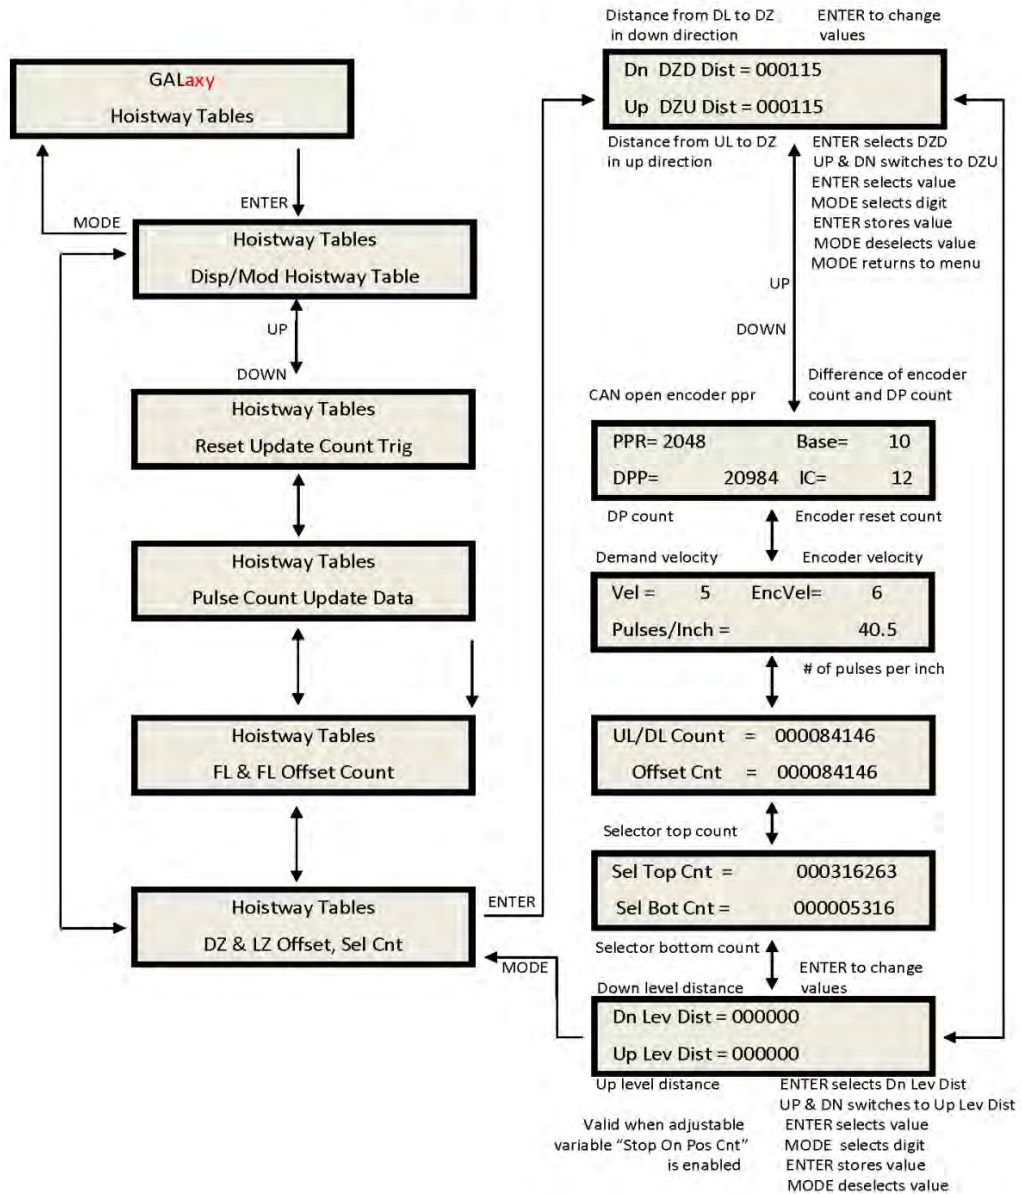 GALaxy
Hoistway Tables
ENTER
MODE
Hoistway Tables
Disp/Mod Hoistway Table
UP
DOWN
Hoistway Tables
Reset Update Count Trig
Hoistway Tables
Pulse Count Update Data
Hoistway Tables
FL & FL Offset Count
Hoistway Tables
DZ & LZ Offset, Sel Cnt
ENTER
MODE
Distance from DL to DZ
in down direction
ENTER to change
values
Dn DZD Dist = 000115
Up DZU Dist = 000115
Distance from UL to DZ
in up direction
ENTER selects DZD
UP & DN switches to DZU
ENTER selects value
MODE selects digit
ENTER stores value
MODE deselects value
MODE returns to menu
UP
DOWN
CAN open encoder ppr
Difference of encoder
count and DP count
PPR= 2048 Base= 10
DPP= 20984 IC= 12
DP count
Encoder reset count
Demand velocity
Encoder velocity
Vel = 5 EncVel= 6
Pulses/Inch = 40.5
# of pulses per inch
UL/DL Count = 000084146
Offset Cnt = 000084146
Selector top count
Sel Top Cnt = 000316263
Sel Bot Cnt = 000005316
Selector bottom count
ENTER to change
values
Down level distance
Dn Lev Dist = 000000
Up Lev Dist = 000000
Up level distance
Valid when adjustable
variable “Stop On Pos Cnt”
is enabled
ENTER selects Dn Lev Dist
UP & DN switches to Up Lev Dist
ENTER selects value
MODE selects digit
ENTER stores value
MODE deselects value